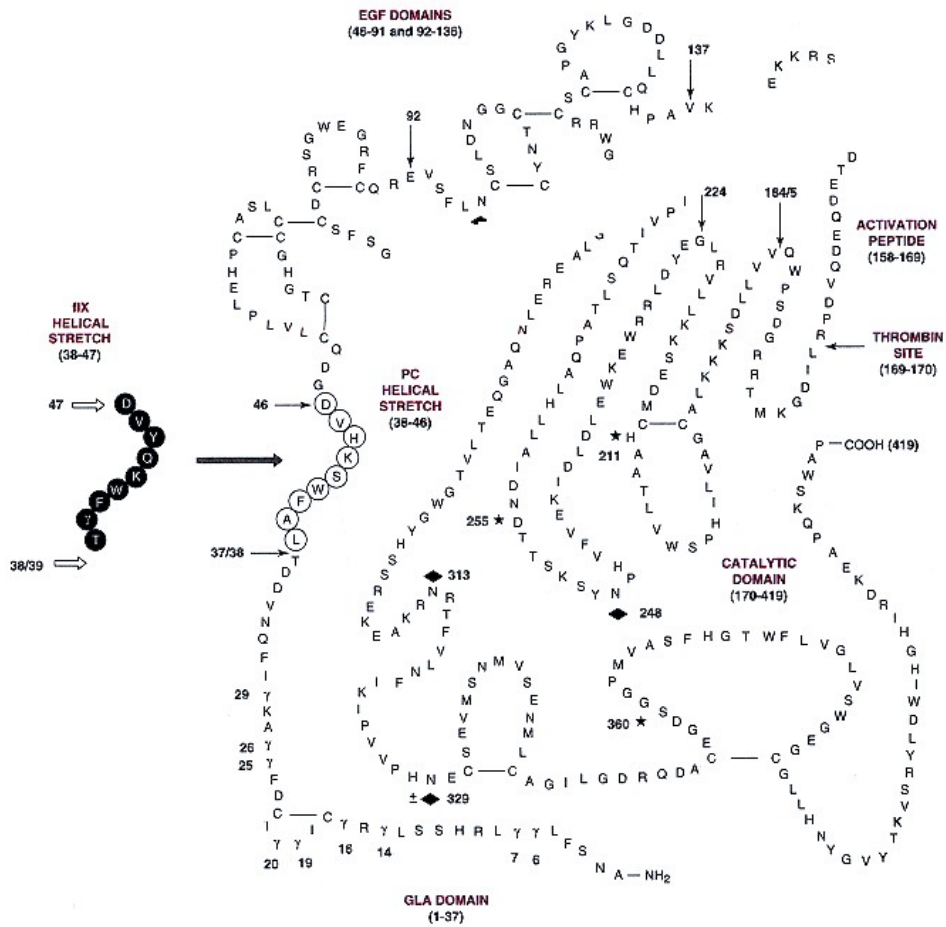 EGF DOMAINS
(46-91 and 92-136)
fIX
HELICAL
STRETCH
(38-47)
47
D V Y Q K W F T
38/39
PC
HELICAL
STRETCH
46
D V H K S W F A L
37/38
92
137
224
184/5
ACTIVATION
PEPTIDE
(158-169)
THROMBIN
SITE
(169-170)
211
255
248
313
±
329
360
CATALYTIC
DOMAIN
(170-419)
COOH (419)
29
26
25
20
19
16
14
7
6
NH2
GLA DOMAIN
(1-37)
A N S F L γ γ L R H S S L γ R γ C I γ γ I C D F γ γ A K γ I F Q N V D D T
G D Q C
C T G H G C
L V L P L E H P C A S L C
D C R S G W E G R F C Q R E V S F L N
C S F S G
C S L D N G G C T N Y C
C R R W G
S C A P G Y K L G D D L L Q C H P A V K
E K K R S
D T E D Q E D Q V D P R L I D G K M T R R G D S P W Q V V L L D S K K K L A C G A V L I H P S W V L T A A H C M D E S K K L L V R L G E Y D L R R W E K W E L D L D I K E V F V H P N Y S K S T T D N D I A L L H L A Q P A T L S Q T I V P I
G L A E R E L N Q A G Q E T L V T G W G Y H S S R E K E A K R N R T F V L N F I K I P V V P H N E C S E V M S N M V S E N M L C A G I L G D R Q D A C E G D S G G P M V A S F H G T W F L V G L V S W G E G C G L L H N Y G V Y T K V S R Y L D W I H G H I R D K E A P Q K S W A P